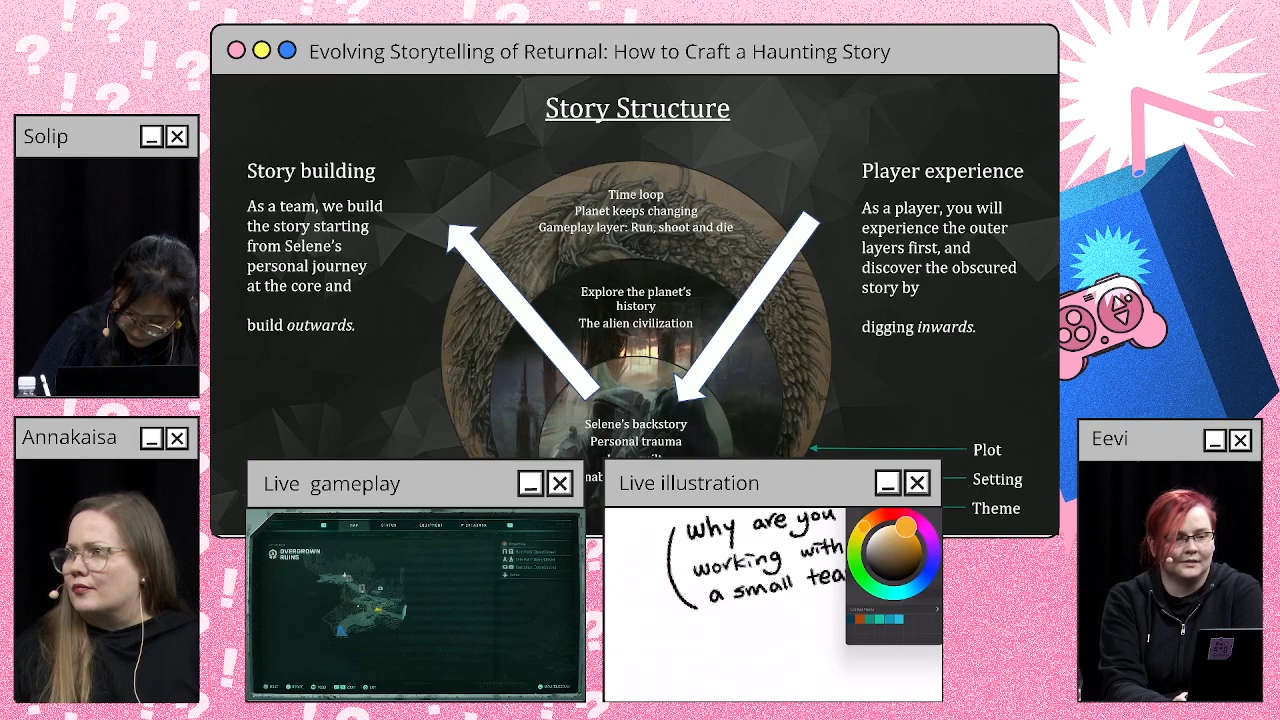 Evolving Storytelling of Returnal: How to Craft a Haunting Story
Story Structure
Solip
Story building
As a team, we build
the story starting
from Selene's
personal journey
at the core and
build outwards.
Time loop
Planet keeps changing
Gameplay layer: Run, shoot and die
Explore the planet's
history
The alien civilization
Selene's backstory
Personal trauma
Player experience
As a player, you will
experience the outer
layers first, and
discover the obscured
story by
digging inwards.
Plot
Setting
Theme
Annakaisa
Live gameplay
MAP STATUS EQUIPMENT
OVERGROWN
RUINS
Live illustration
(why are you
working with
a small tea
Eevi